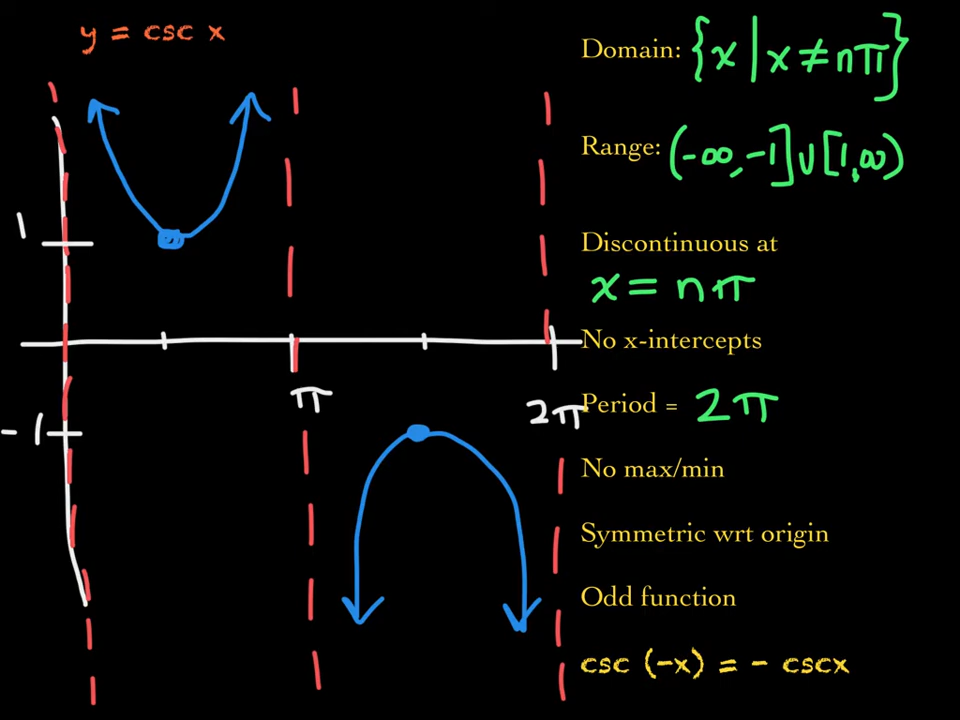 y = csc x
Domain: {x | x ≠ nπ}
Range: (-∞, -1] ∪ [1, ∞)
1
Discontinuous at
x = nπ
No x-intercepts
π
2π
Period = 2π
-1
No max/min
Symmetric wrt origin
Odd function
csc (-x) = - cscx